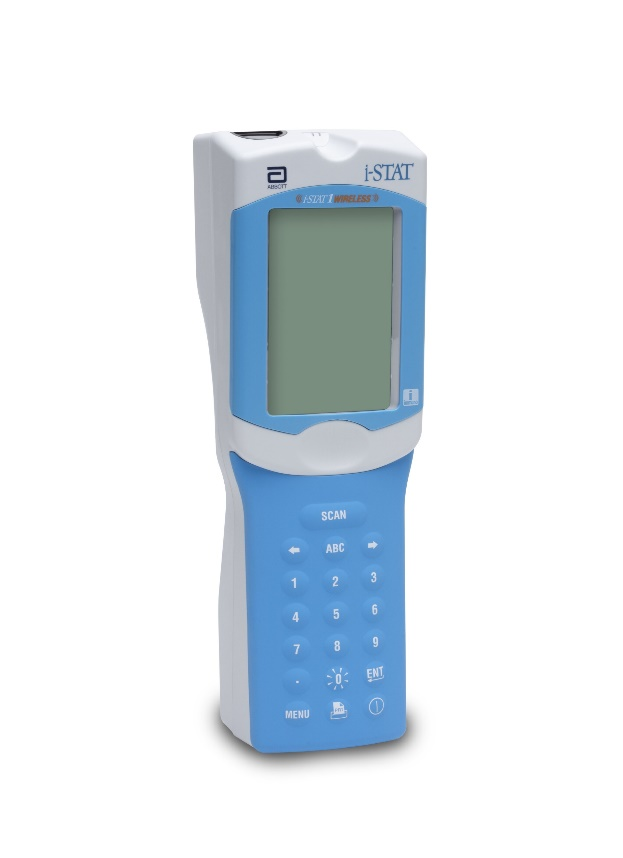 ABBOTT
i-STAT
i-STAT 1 WIRELESS
i
SCAN
ABC
1 2 3
4 5 6
7 8 9
. 0 ENT
MENU